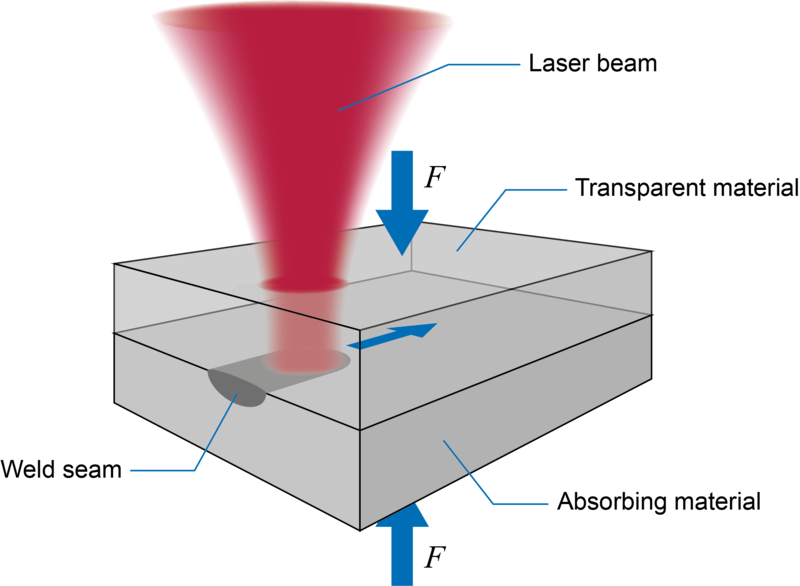 Laser beam
F
Transparent material
Weld seam
Absorbing material
F